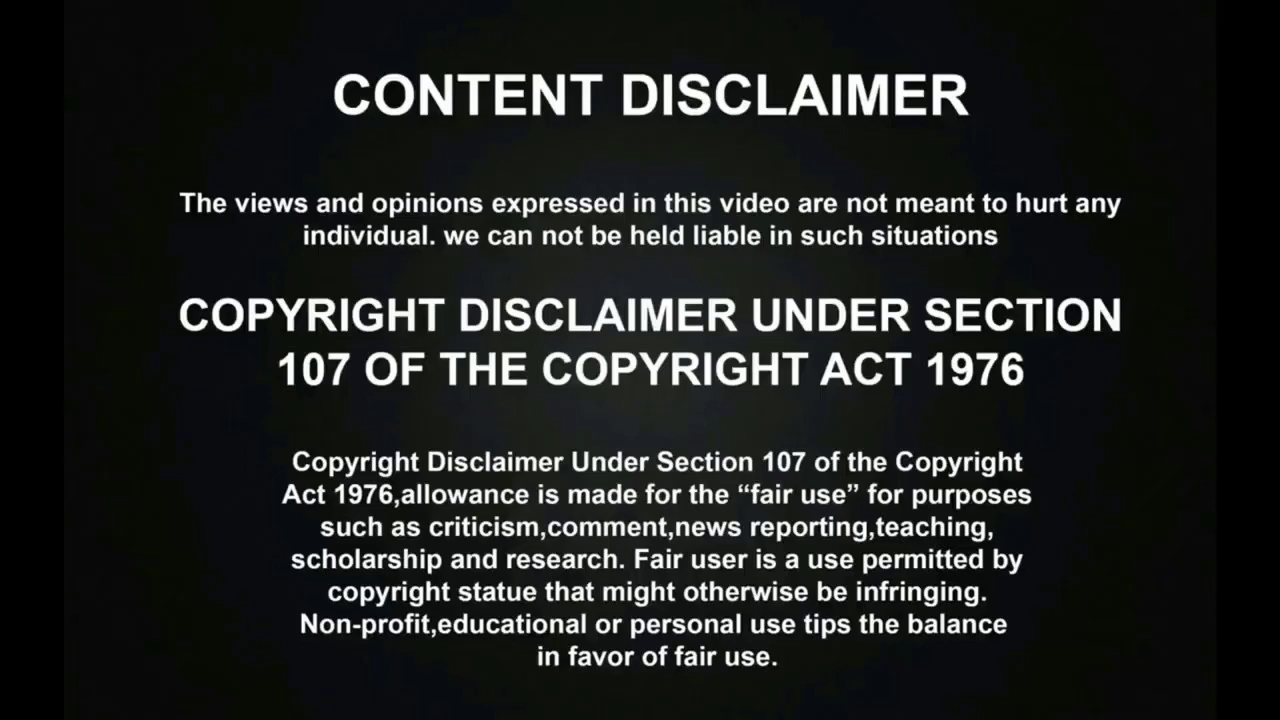 CONTENT DISCLAIMER
The views and opinions expressed in this video are not meant to hurt any
individual. we can not be held liable in such situations
COPYRIGHT DISCLAIMER UNDER SECTION
107 OF THE COPYRIGHT ACT 1976
Copyright Disclaimer Under Section 107 of the Copyright
Act 1976,allowance is made for the “fair use” for purposes
such as criticism,comment,news reporting,teaching,
scholarship and research. Fair user is a use permitted by
copyright statue that might otherwise be infringing.
Non-profit,educational or personal use tips the balance
in favor of fair use.